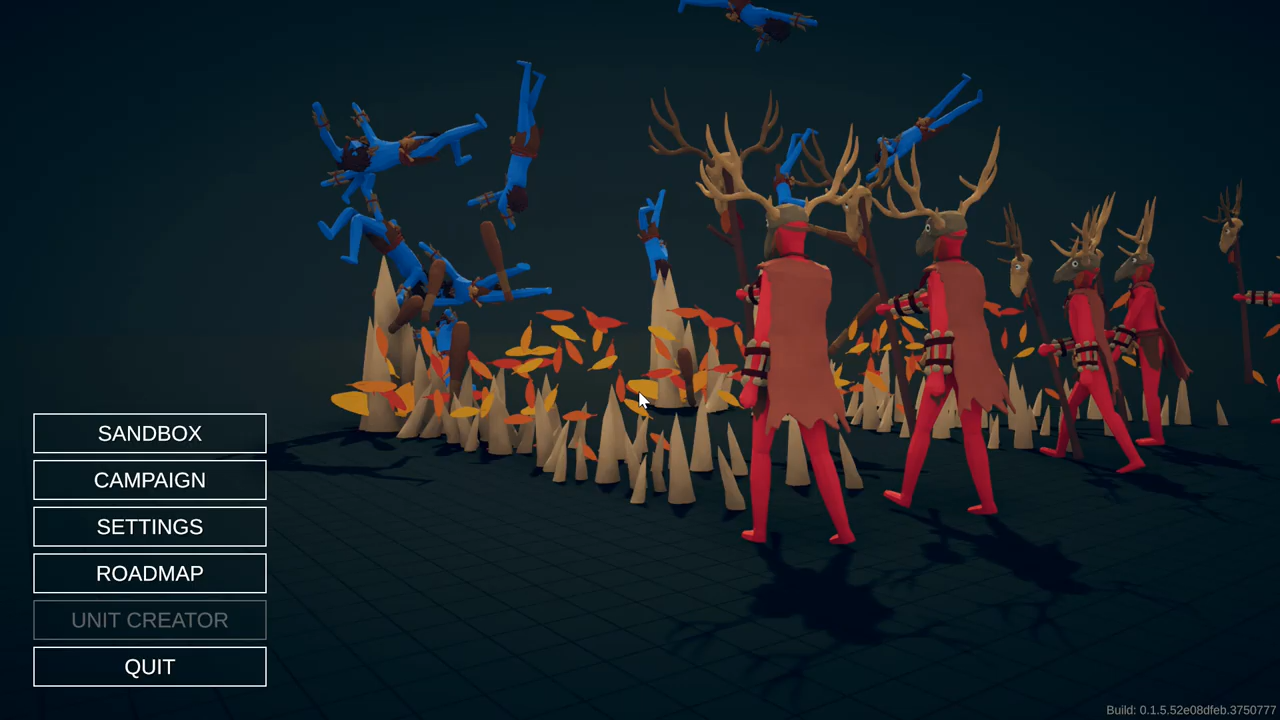 SANDBOX
CAMPAIGN
SETTINGS
ROADMAP
UNIT CREATOR
QUIT
Build: 0.1.5.52e08dfeb.3750777